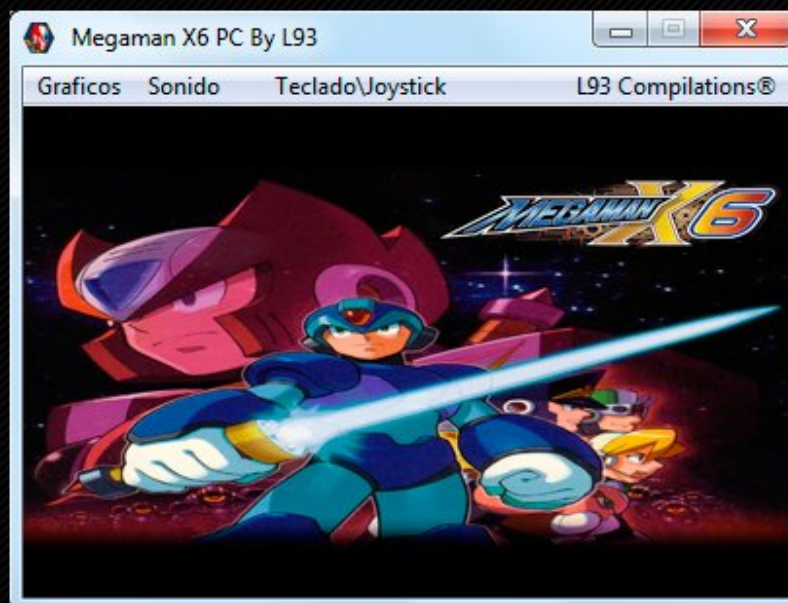 Megaman X6 PC By L93
Graficos Sonido Teclado\Joystick L93 Compilations®
MEGAMAN X6